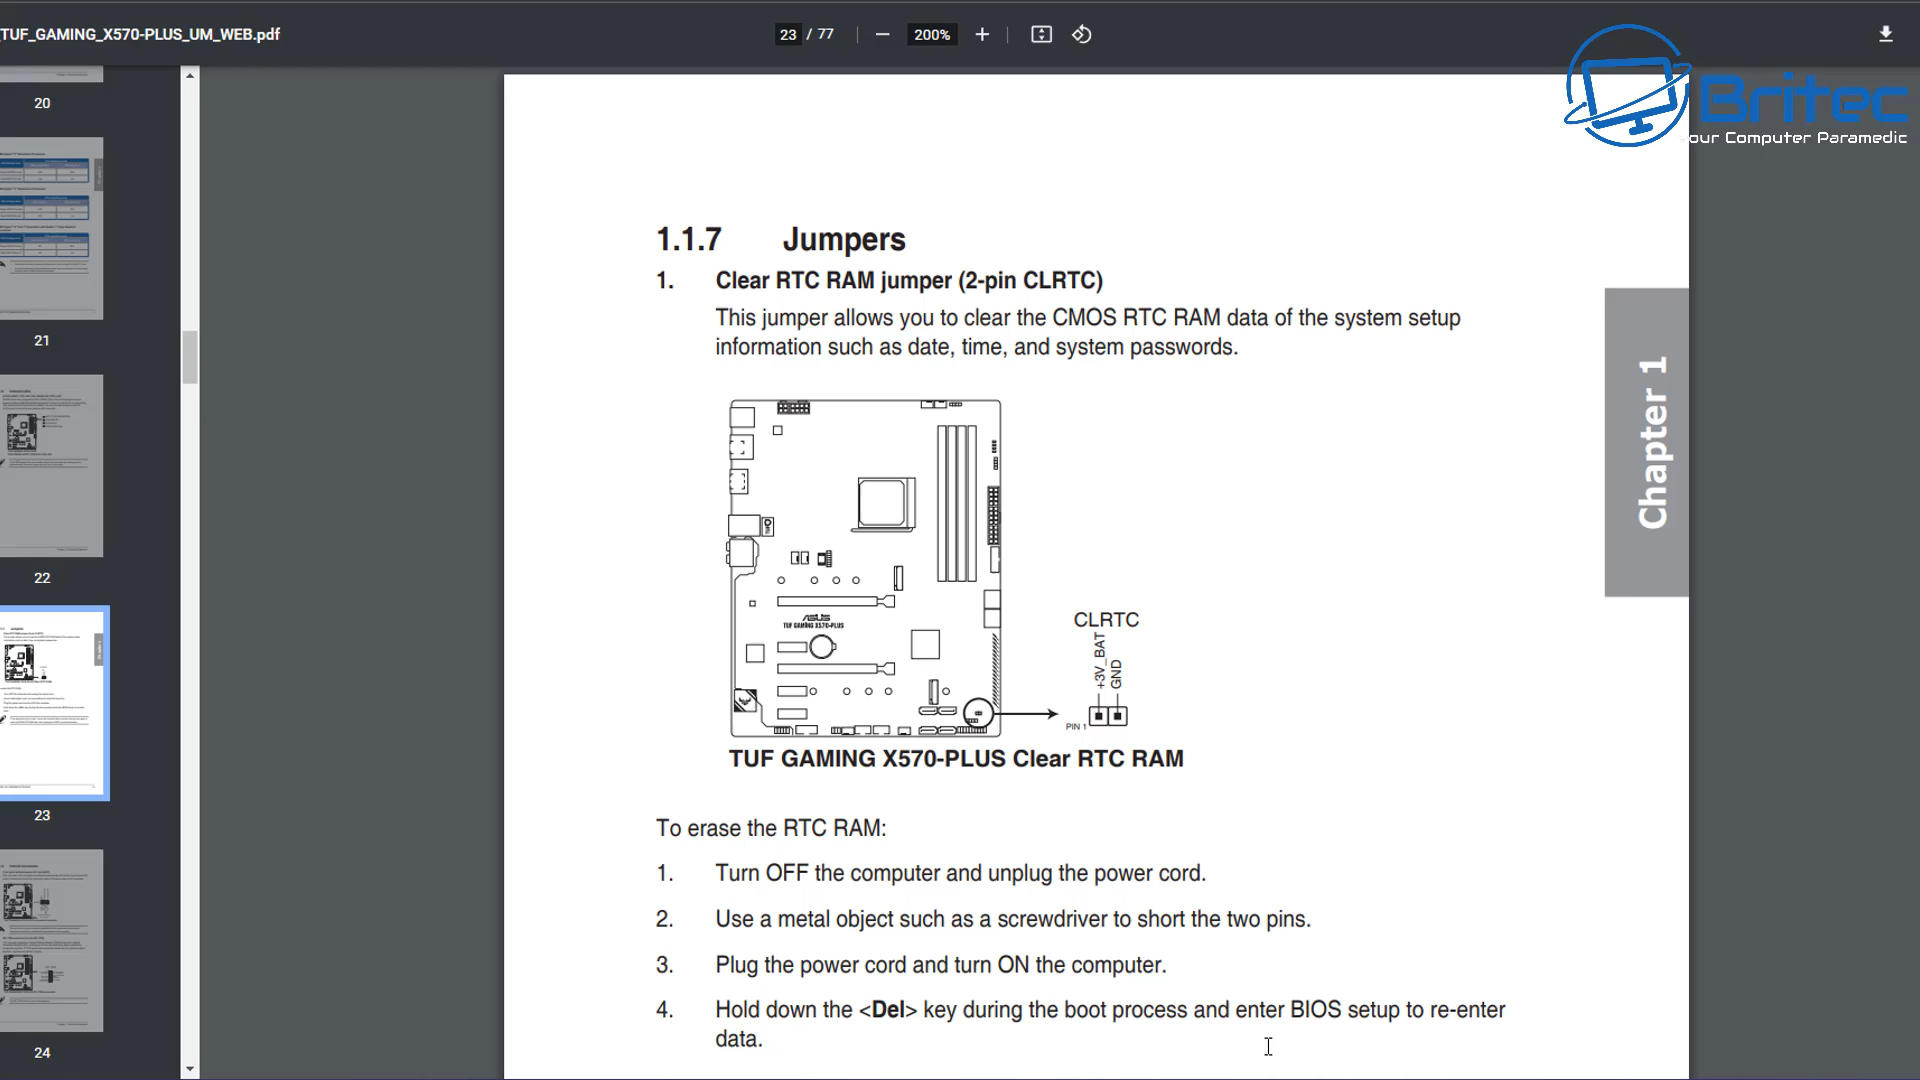 TUF_GAMING_X570-PLUS_UM_WEB.pdf
23 / 77
200%
Britec
our Computer Paramedic
20
21
22
23
24
1.1.7 Jumpers
1. Clear RTC RAM jumper (2-pin CLRTC)
This jumper allows you to clear the CMOS RTC RAM data of the system setup
information such as date, time, and system passwords.
Chapter 1
ASUS
TUF GAMING X570-PLUS
CLRTC
+3V_BAT
GND
PIN 1
TUF GAMING X570-PLUS Clear RTC RAM
To erase the RTC RAM:
1. Turn OFF the computer and unplug the power cord.
2. Use a metal object such as a screwdriver to short the two pins.
3. Plug the power cord and turn ON the computer.
4. Hold down the <Del> key during the boot process and enter BIOS setup to re-enter
data.